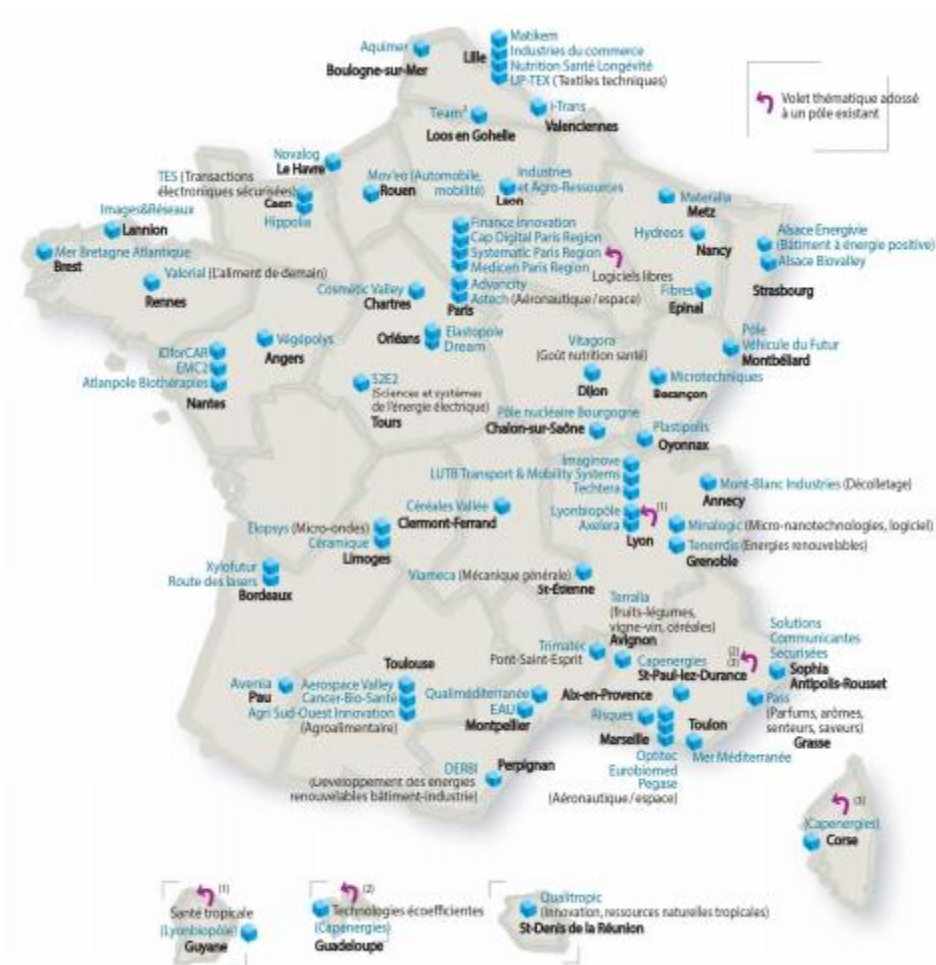 Aquimer
Boulogne-sur-Mer
Lille
Matikem
Industries du commerce
Nutrition Santé Longévité
UP-TEX (Textiles techniques)
Volet thématique adossé
à un pôle existant
Team²
Loos en Gohelle
i-Trans
Valenciennes
Novalog
Le Havre
TES (Transactions
électroniques sécurisées)
Caen
Hippolia
Mov'eo (Automobile,
mobilité)
Rouen
Industries
et Agro-Ressources
Laon
Materalia
Metz
Images&Réseaux
Lannion
Mer Bretagne Atlantique
Brest
Valorial (L'aliment de demain)
Rennes
Finance Innovation
Cap Digital Paris Region
Systematic Paris Region
Medicen Paris Region
Advancity
Astech (Aéronautique/espace)
Paris
Logiciels libres
Hydreos
Nancy
Alsace Energivie
(Bâtiment à énergie positive)
Alsace Biovalley
Strasbourg
Cosmetic Valley
Chartres
Fibres
Epinal
Orléans
Elastopole
Dream
Végépolys
Angers
iDforCAR
EMC2
Atlanpole Biothérapies
Nantes
S2E2
(Sciences et systèmes
de l'énergie électrique)
Tours
Vitagora
(Goût nutrition santé)
Dijon
Pôle
Véhicule du Futur
Montbéliard
Microtechniques
Besançon
Pôle nucléaire Bourgogne
Chalon-sur-Saône
Plastipolis
Oyonnax
Imaginove
LUTB Transport & Mobility Systems
Techtera
Lyonbiopôle
Axelera
(1)
Lyon
Mont-Blanc Industries (Décolletage)
Annecy
Minalogic (Micro-nanotechnologies, logiciel)
Tenerrdis (Energies renouvelables)
Grenoble
Céréales Vallée
Clermont-Ferrand
Elopsys (Micro-ondes)
Céramique
Limoges
Xylofutur
Route des lasers
Bordeaux
Viameca (Mécanique générale)
St-Étienne
Terralia
(fruits-légumes,
vigne-vin, céréales)
Avignon
Trimatec
Pont-Saint-Esprit
Capenergies
St-Paul-lez-Durance
(2)
(3)
Solutions
Communicantes
Sécurisées
Sophia
Antipolis-Rousset
Toulouse
Avenia
Pau
Aerospace Valley
Cancer-Bio-Santé
Agri Sud-Ouest Innovation
(Agroalimentaire)
Qualiméditerranée
EAU
Montpellier
Aix-en-Provence
Risques
Marseille
Optitec
Eurobiomed
Pegase
(Aéronautique/espace)
Toulon
Mer Méditerranée
Pass
(Parfums, arômes,
senteurs, saveurs)
Grasse
DERBI
Perpignan
(Développement des énergies
renouvelables bâtiment-industrie)
(3)
(Capenergies)
Corse
(1)
Santé tropicale
(Lyonbiopôle)
Guyane
(2)
Technologies écoefficientes
(Capenergies)
Guadeloupe
Qualitropic
(Innovation, ressources naturelles tropicales)
St-Denis de la Réunion